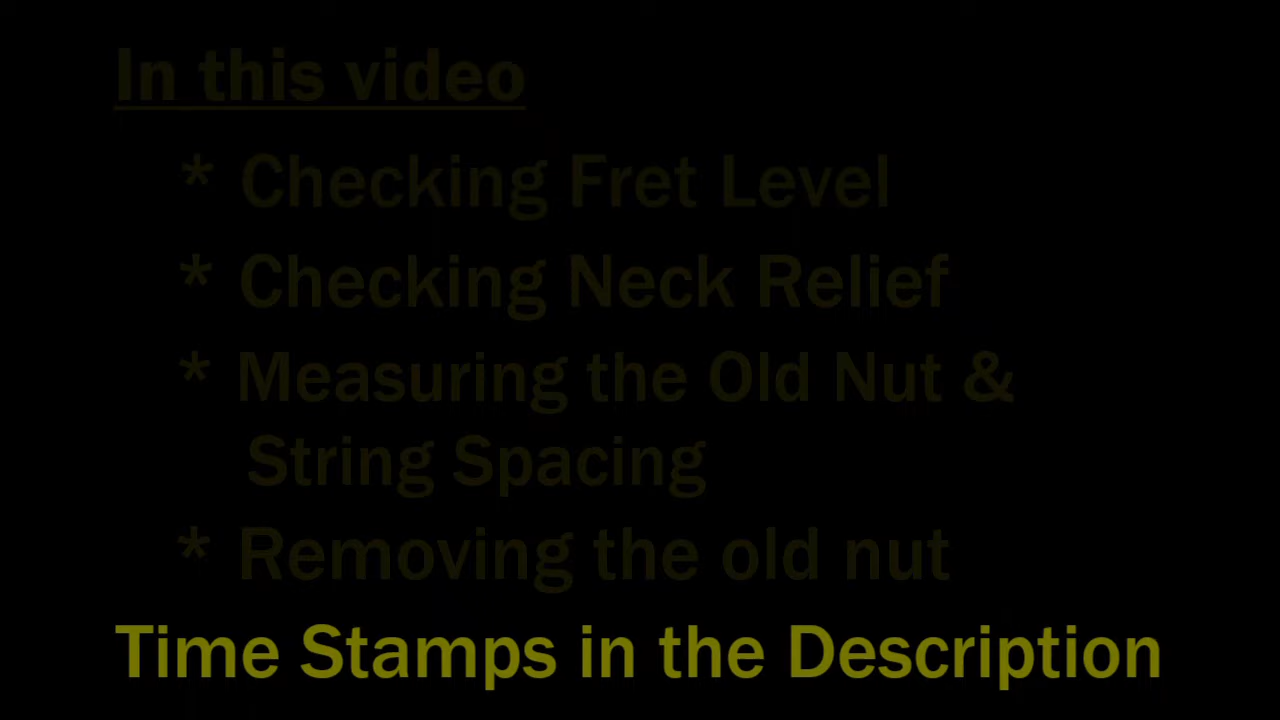 In this video
* Checking Fret Level
* Checking Neck Relief
* Measuring the Old Nut &
String Spacing
* Removing the old nut
Time Stamps in the Description